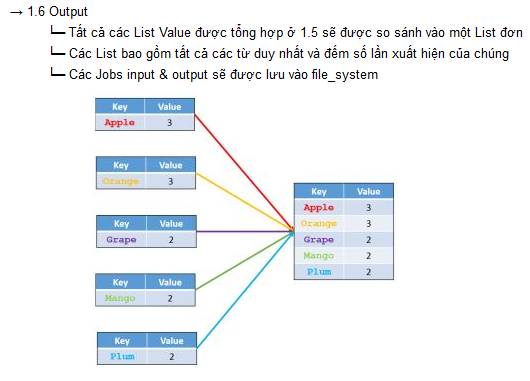 → 1.6 Output
Tất cả các List Value được tổng hợp ở 1.5 sẽ được so sánh vào một List đơn
Các List bao gồm tất cả các từ duy nhất và đếm số lần xuất hiện của chúng
Các Jobs input & output sẽ được lưu vào file_system
Key Value
Apple 3
Key Value
Orange 3
Key Value
Grape 2
Key Value
Mango 2
Key Value
Plum 2
Key Value
Apple 3
Orange 3
Grape 2
Mango 2
Plum 2